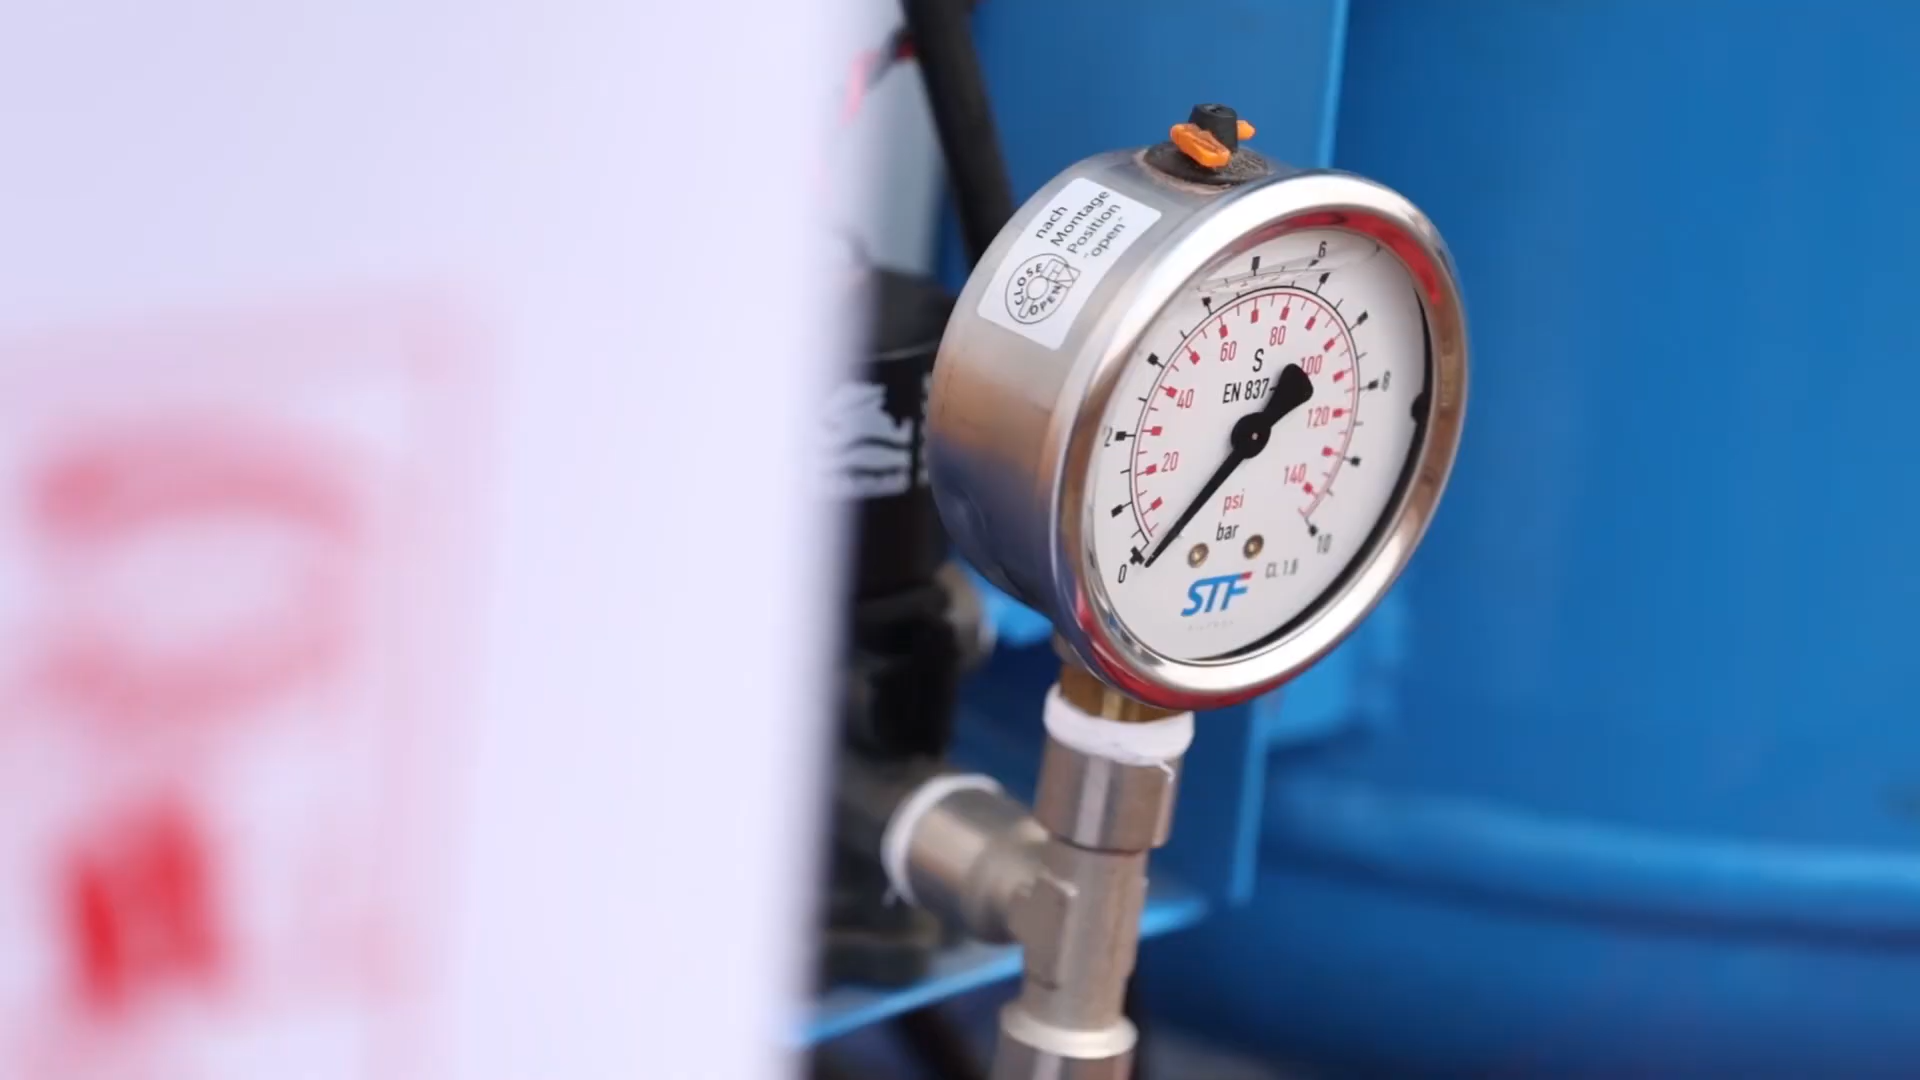 nach
Montage
Position
"open"
CLOSE
OPEN
6
80
60
S
100
EN 837-
8
40
120
2
20
140
psi
bar
10
0
CL 1.6
STF